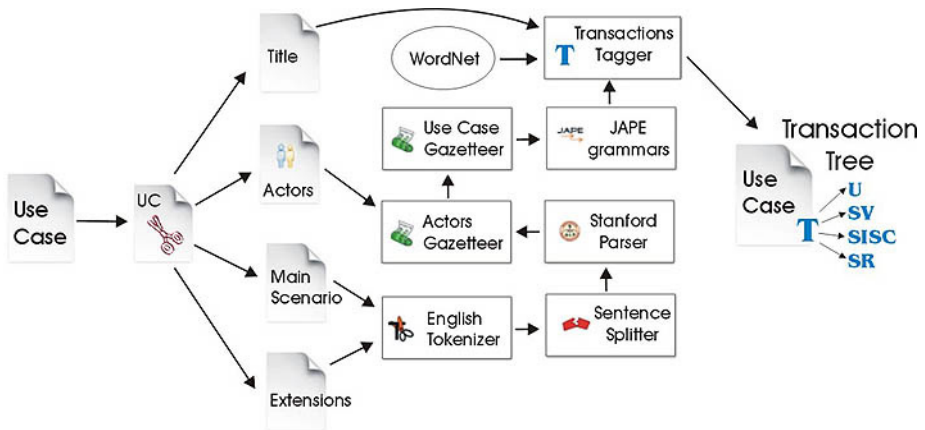 Title
WordNet
T
Transactions
Tagger
Use Case
Gazetteer
JAPE
JAPE
grammars
Transaction
Tree
Use
Case
T
U
SV
SISC
SR
Use
Case
UC
Actors
Actors
Gazetteer
Stanford
Parser
Main
Scenario
English
Tokenizer
Sentence
Splitter
Extensions